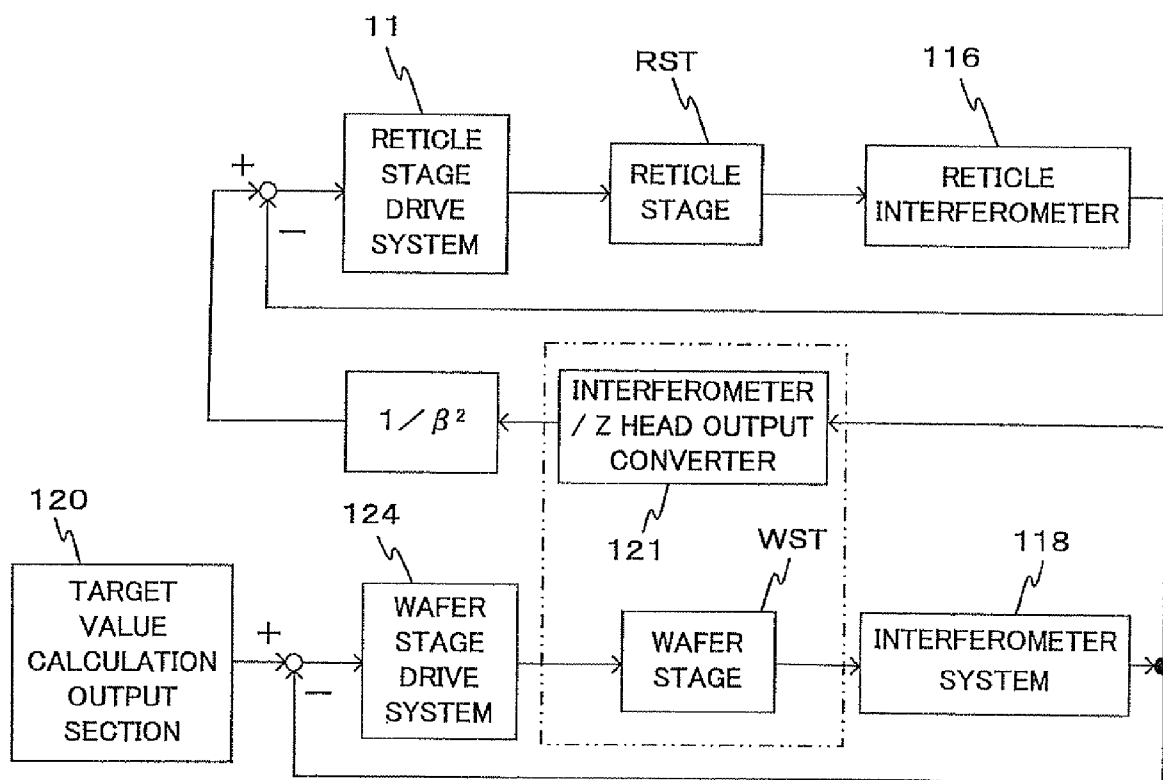 11
RST
116
RETICLE
STAGE
DRIVE
SYSTEM
RETICLE
STAGE
RETICLE
INTERFEROMETER
+
−
1/β²
INTERFEROMETER
/ Z HEAD OUTPUT
CONVERTER
121
120
124
WST
118
TARGET
VALUE
CALCULATION
OUTPUT
SECTION
+
−
WAFER
STAGE
DRIVE
SYSTEM
WAFER
STAGE
INTERFEROMETER
SYSTEM